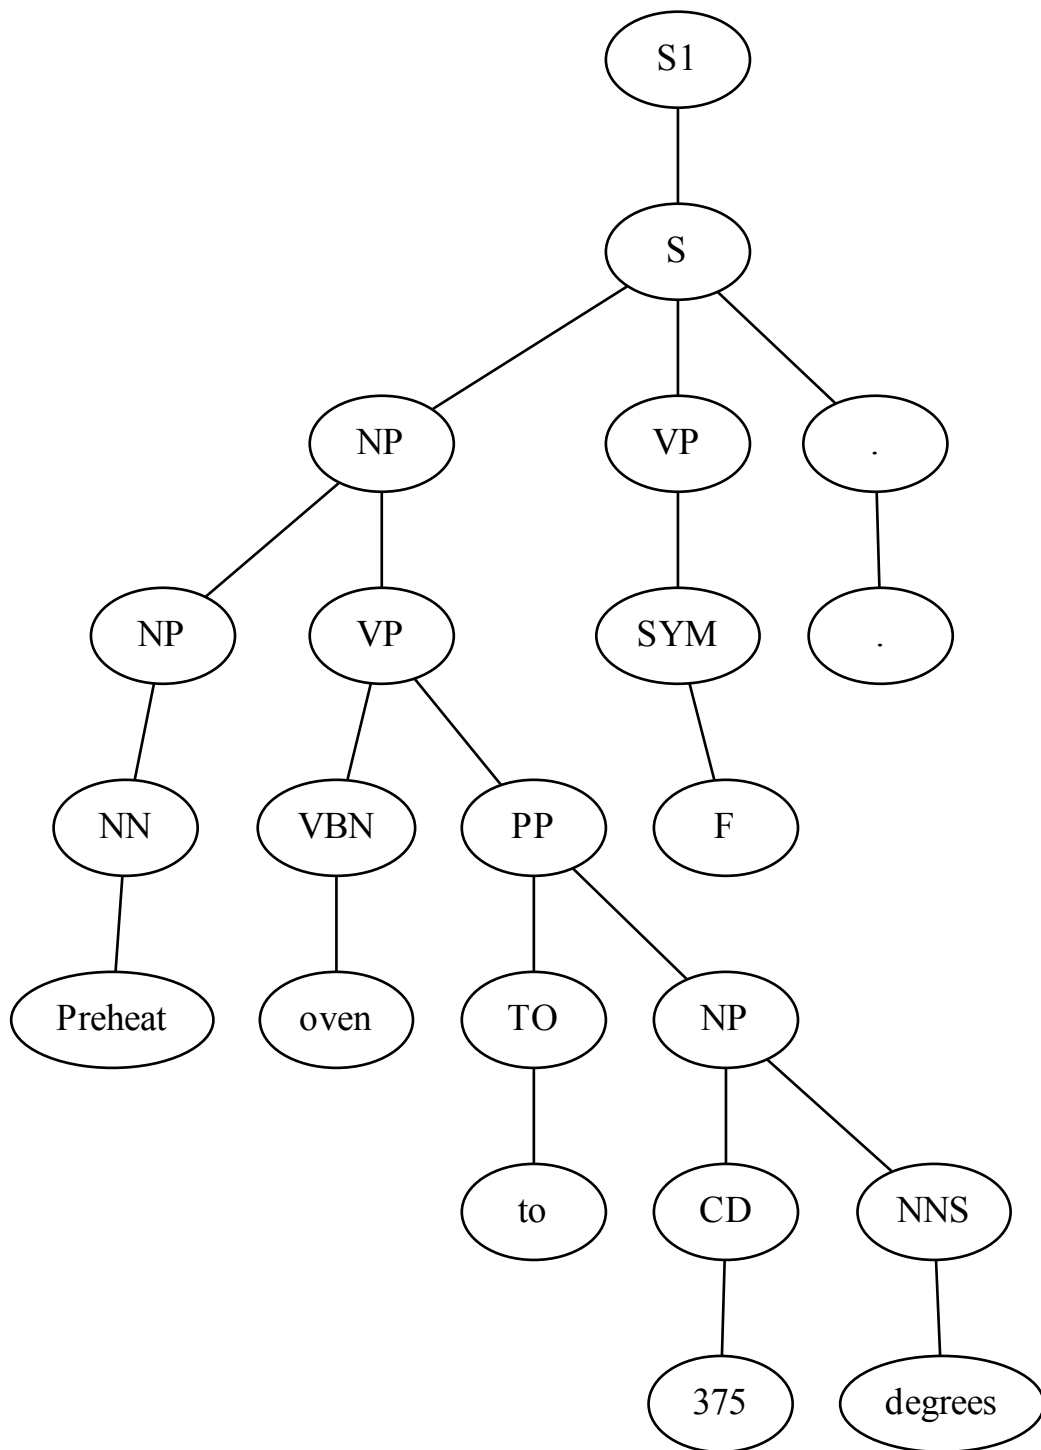 S1
S
NP VP .
NP VP SYM .
NN VBN PP F
Preheat oven TO NP
to CD NNS
375 degrees